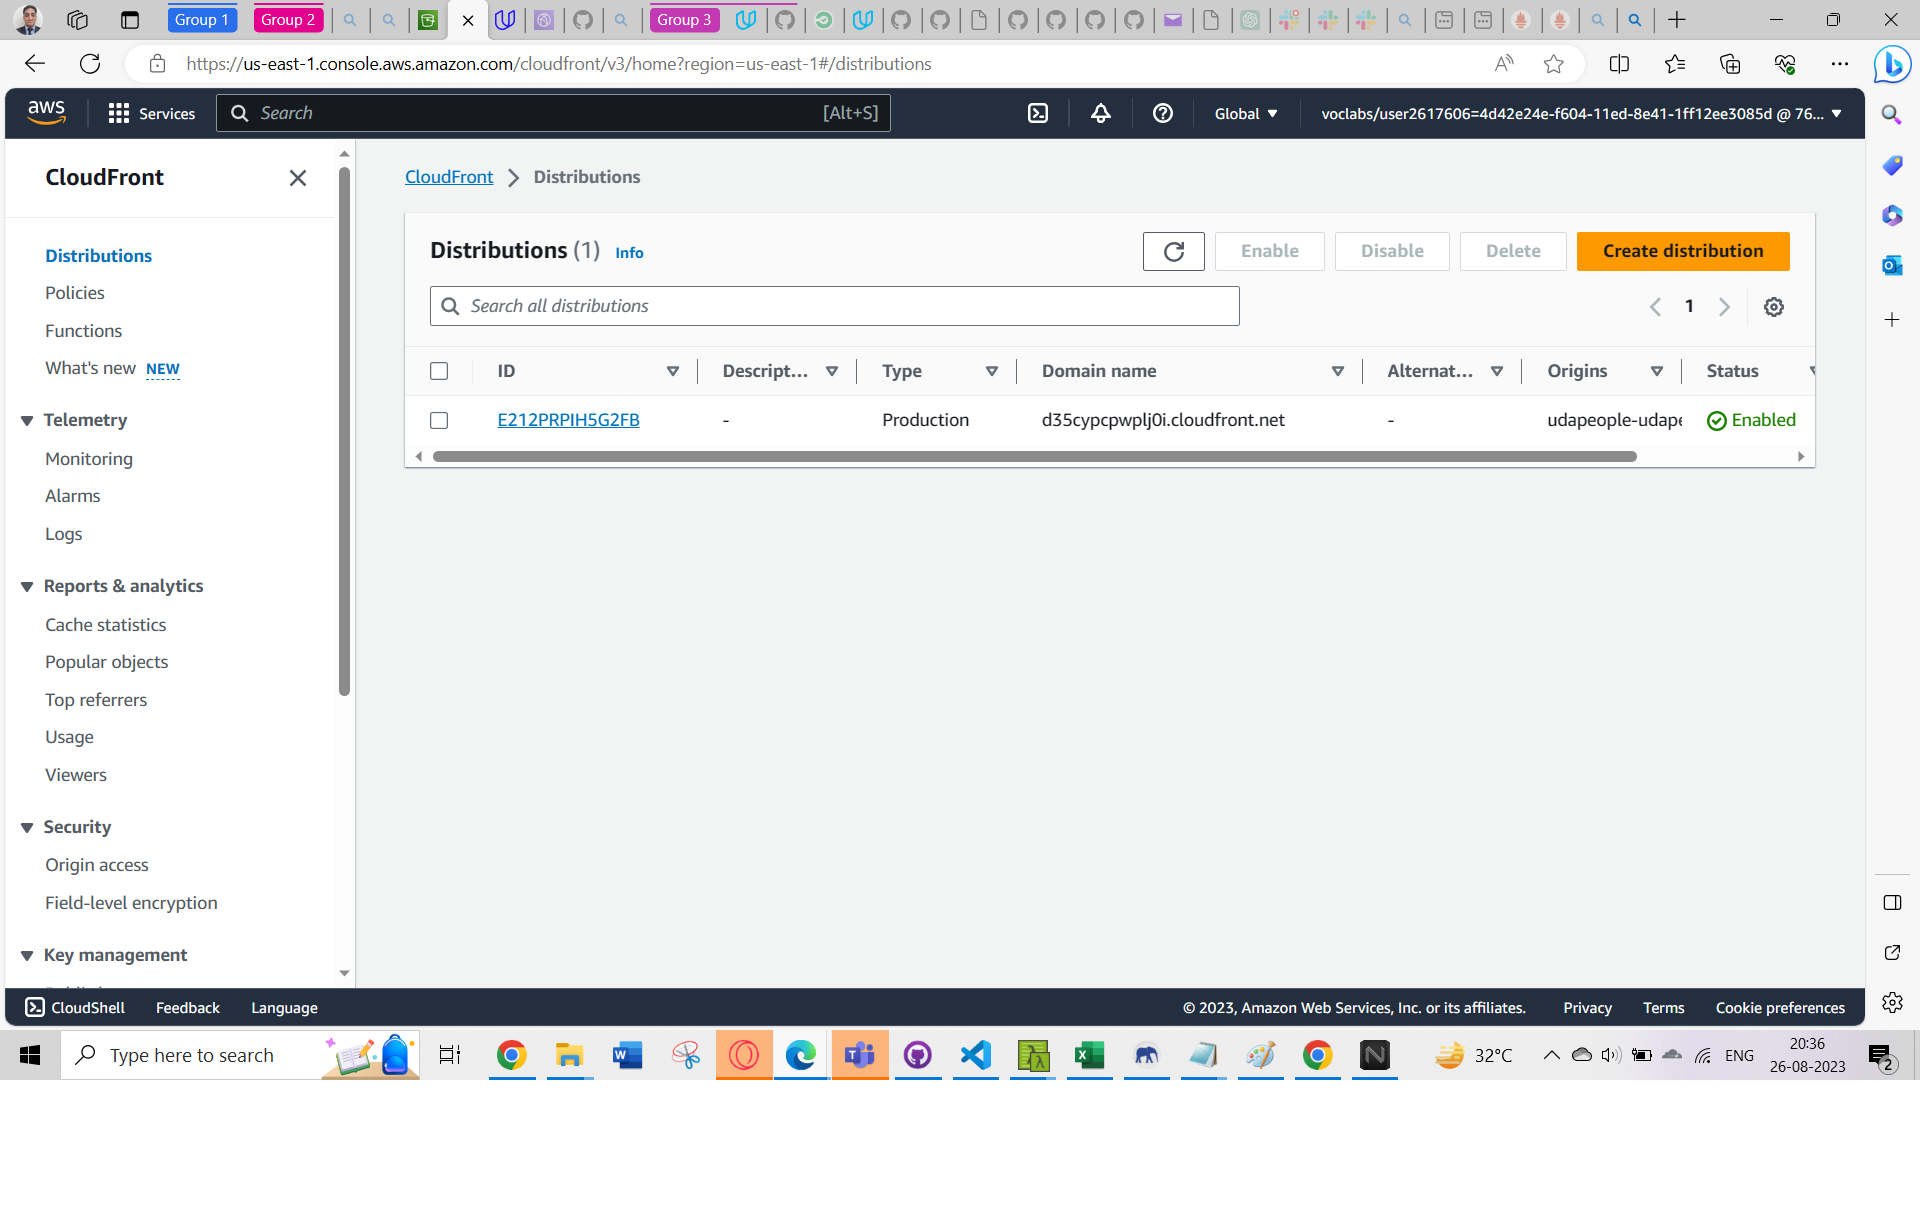 Group 1
Group 2
Group 3
https://us-east-1.console.aws.amazon.com/cloudfront/v3/home?region=us-east-1#/distributions
aws
Services
Search
[Alt+S]
Global
voclabs/user2617606=4d42e24e-f604-11ed-8e41-1ff12ee3085d @ 76...
CloudFront
Distributions
Policies
Functions
What's new NEW
Telemetry
Monitoring
Alarms
Logs
Reports & analytics
Cache statistics
Popular objects
Top referrers
Usage
Viewers
Security
Origin access
Field-level encryption
Key management
CloudFront
Distributions
Distributions (1) Info
Enable
Disable
Delete
Create distribution
Search all distributions
1
ID
Descript...
Type
Domain name
Alternat...
Origins
Status
E212PRPIH5G2FB
-
Production
d35cypcpwplj0i.cloudfront.net
-
udapeople-udape
Enabled
CloudShell
Feedback
Language
© 2023, Amazon Web Services, Inc. or its affiliates.
Privacy
Terms
Cookie preferences
Type here to search
32°C
ENG
20:36
26-08-2023
2